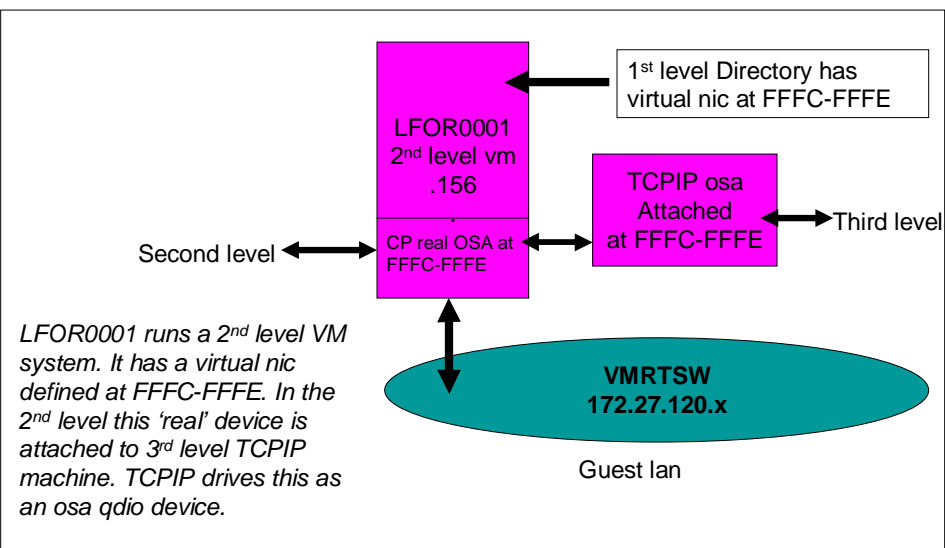 1st level Directory has
virtual nic at FFFC-FFFE
LFOR0001
2nd level vm
.156
TCPIP osa
Attached
at FFFC-FFFE
Third level
Second level
CP real OSA at
FFFC-FFFE
LFOR0001 runs a 2nd level VM
system. It has a virtual nic
defined at FFFC-FFFE. In the
2nd level this ‘real’ device is
attached to 3rd level TCPIP
machine. TCPIP drives this as
an osa qdio device.
VMRTSW
172.27.120.x
Guest lan